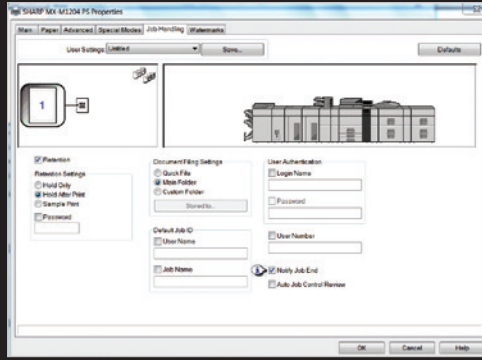 SHARP MX-M1204 PS Properties
Main Paper Advanced Special Modes Job Handling Watermarks
User Settings: Untitled Save... Defaults
1
Retention Document Filing Settings User Authentication
Retention Settings Quick File Login Name
Hold Only Main Folder
Hold After Print Custom Folder Password
Sample Print Stored to...
Password
Default Job ID User Number
User Name
Job Name Notify Job End
Auto Job Control Review
OK Cancel Help